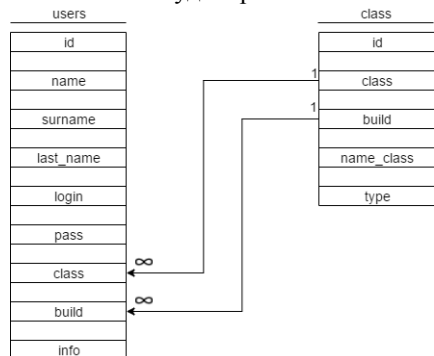 users
id
name
surname
last_name
login
pass
class
build
info
class
id
class
build
name_class
type
1
1
∞
∞